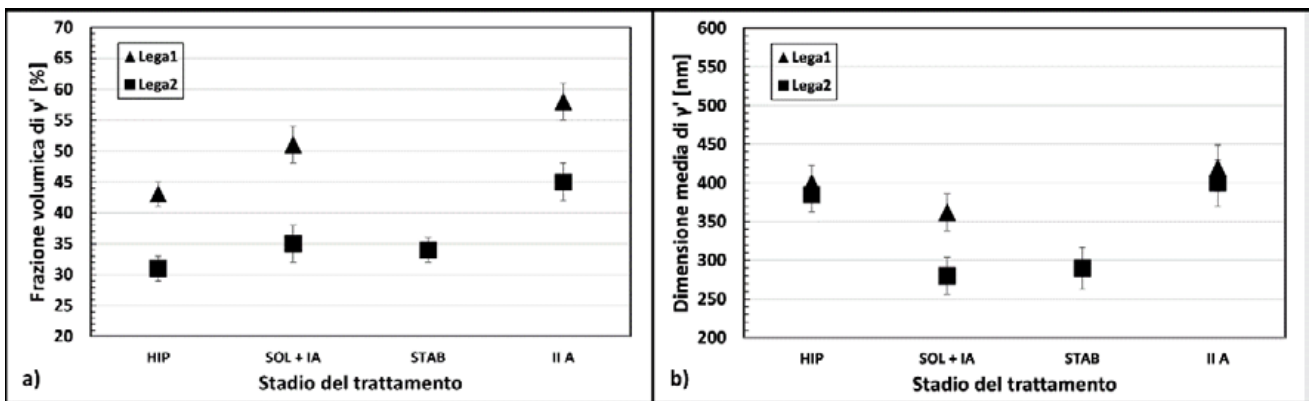 70
65
60
55
50
45
40
35
30
25
20
Frazione volumica di γ' [%]
Lega1
Lega2
HIP
SOL + IA
STAB
II A
Stadio del trattamento
a)
600
550
500
450
400
350
300
250
200
Dimensione media di γ' [nm]
Lega1
Lega2
HIP
SOL + IA
STAB
II A
Stadio del trattamento
b)